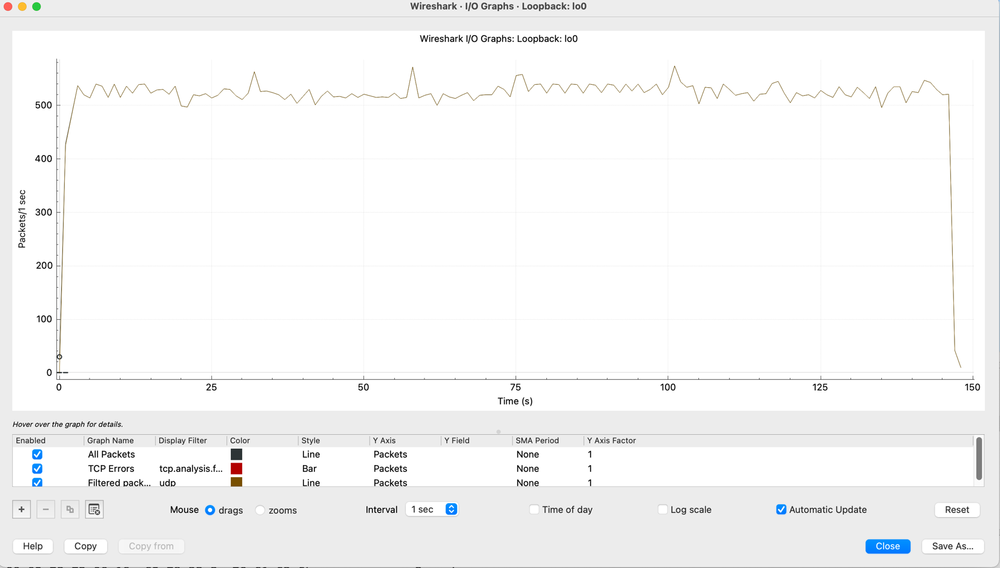 Wireshark · I/O Graphs · Loopback: lo0
Wireshark I/O Graphs: Loopback: lo0
500
400
300
200
100
0
Packets/1 sec
0 25 50 75 100 125 150
Time (s)
Hover over the graph for details.
Enabled Graph Name Display Filter Color Style Y Axis Y Field SMA Period Y Axis Factor
All Packets Line Packets None 1
TCP Errors tcp.analysis.f... Bar Packets None 1
Filtered pack... udp Line Packets None 1
Mouse drags zooms Interval 1 sec Time of day Log scale Automatic Update Reset
Help Copy Copy from Close Save As...